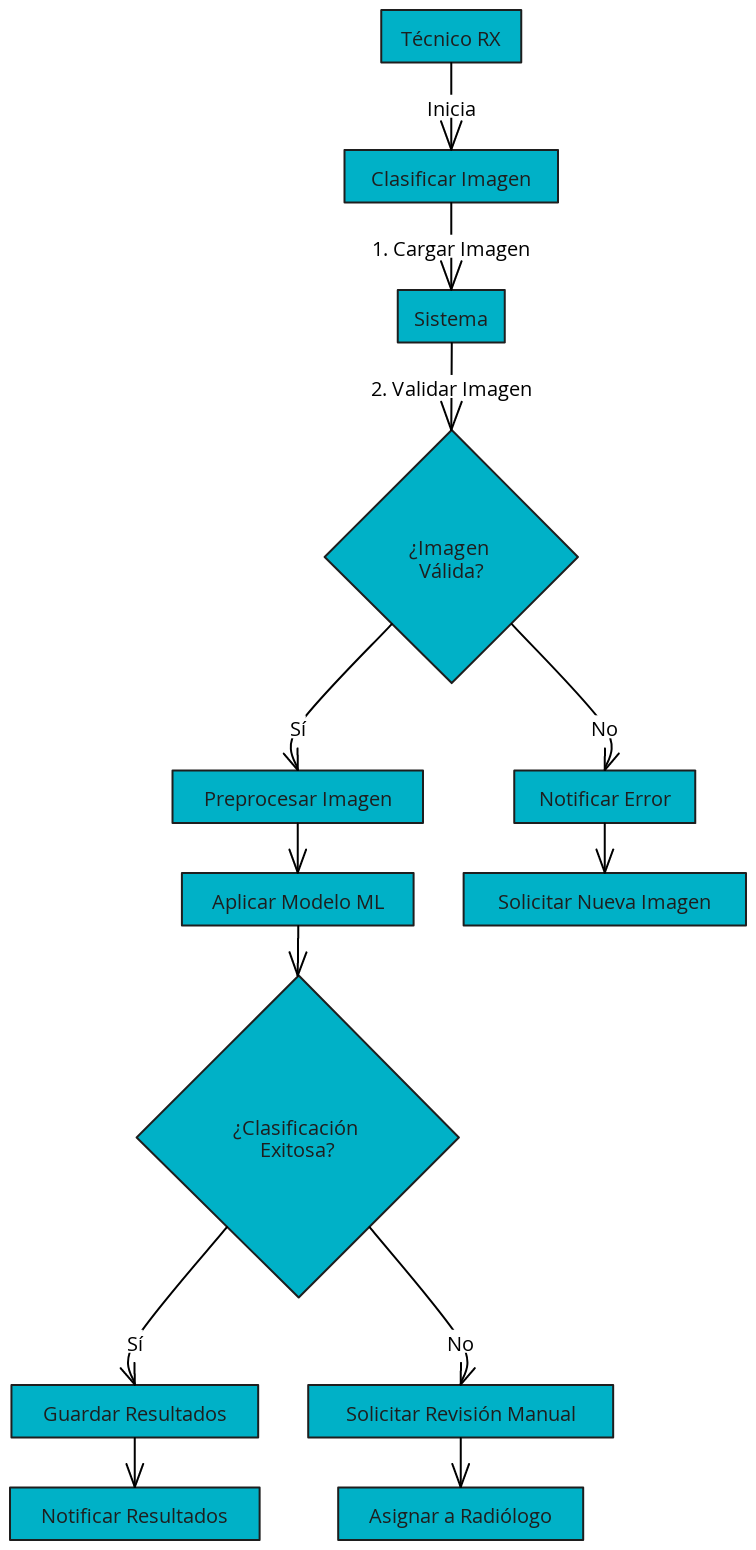 Técnico RX
Inicia
Clasificar Imagen
1. Cargar Imagen
Sistema
2. Validar Imagen
¿Imagen
Válida?
Sí
No
Preprocesar Imagen
Notificar Error
Aplicar Modelo ML
Solicitar Nueva Imagen
¿Clasificación
Exitosa?
Sí
No
Guardar Resultados
Solicitar Revisión Manual
Notificar Resultados
Asignar a Radiólogo